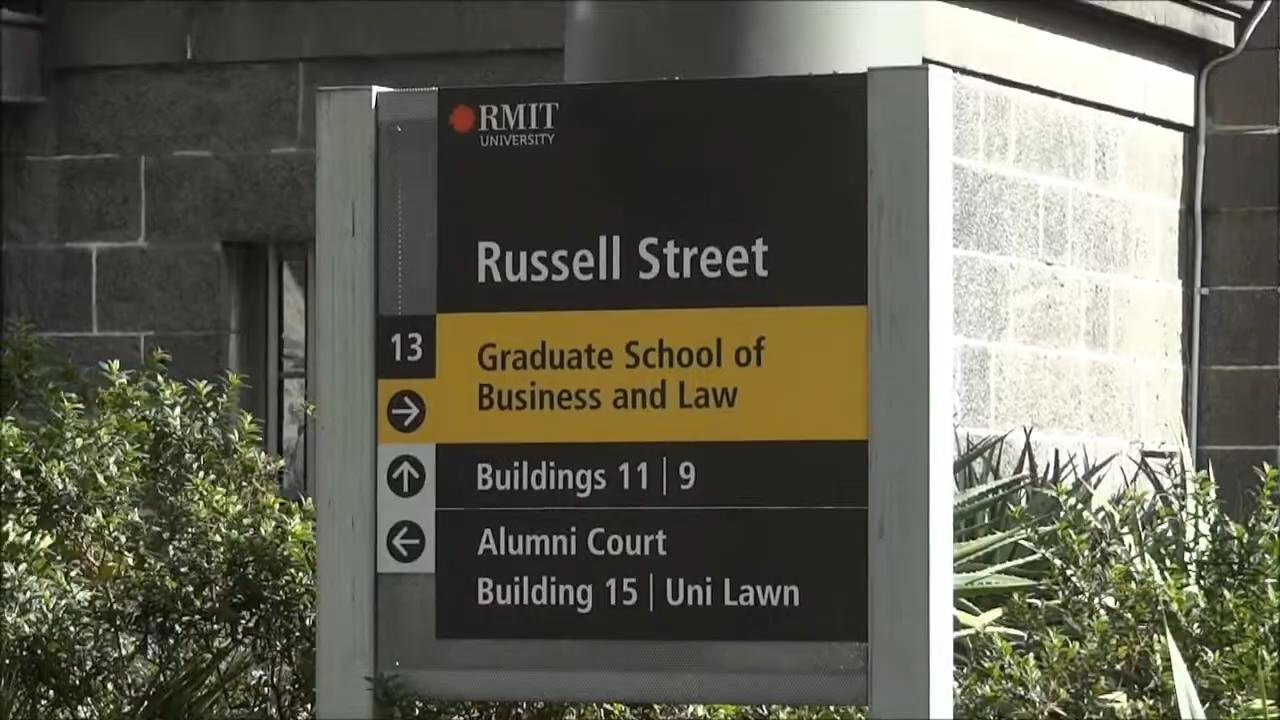 RMIT
UNIVERSITY
Russell Street
13
Graduate School of
Business and Law
Buildings 11 | 9
Alumni Court
Building 15 | Uni Lawn